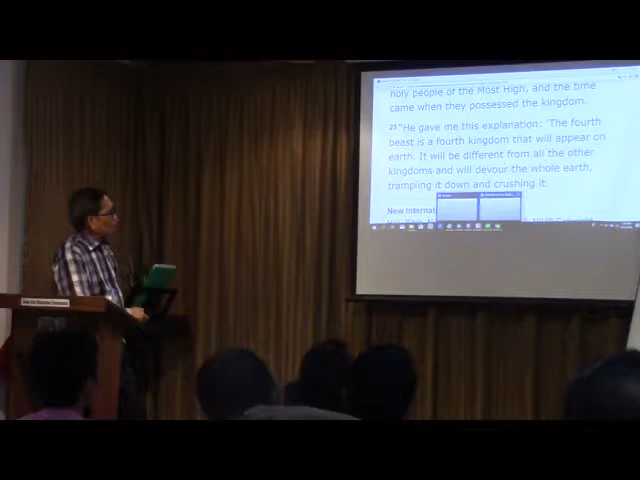 holy people of the Most High, and the time
came when they possessed the kingdom.
23 "He gave me this explanation: 'The fourth
beast is a fourth kingdom that will appear on
earth. It will be different from all the other
kingdoms and will devour the whole earth,
trampling it down and crushing it.
New Internat